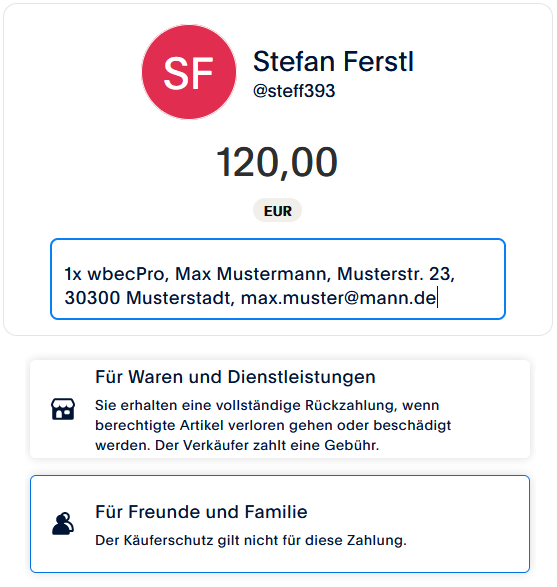 SF
Stefan Ferstl
@steff393
120,00
EUR
1x wbecPro, Max Mustermann, Musterstr. 23,
30300 Musterstadt, max.muster@mann.de
Für Waren und Dienstleistungen
Sie erhalten eine vollständige Rückzahlung, wenn
berechtigte Artikel verloren gehen oder beschädigt
werden. Der Verkäufer zahlt eine Gebühr.
Für Freunde und Familie
Der Käuferschutz gilt nicht für diese Zahlung.